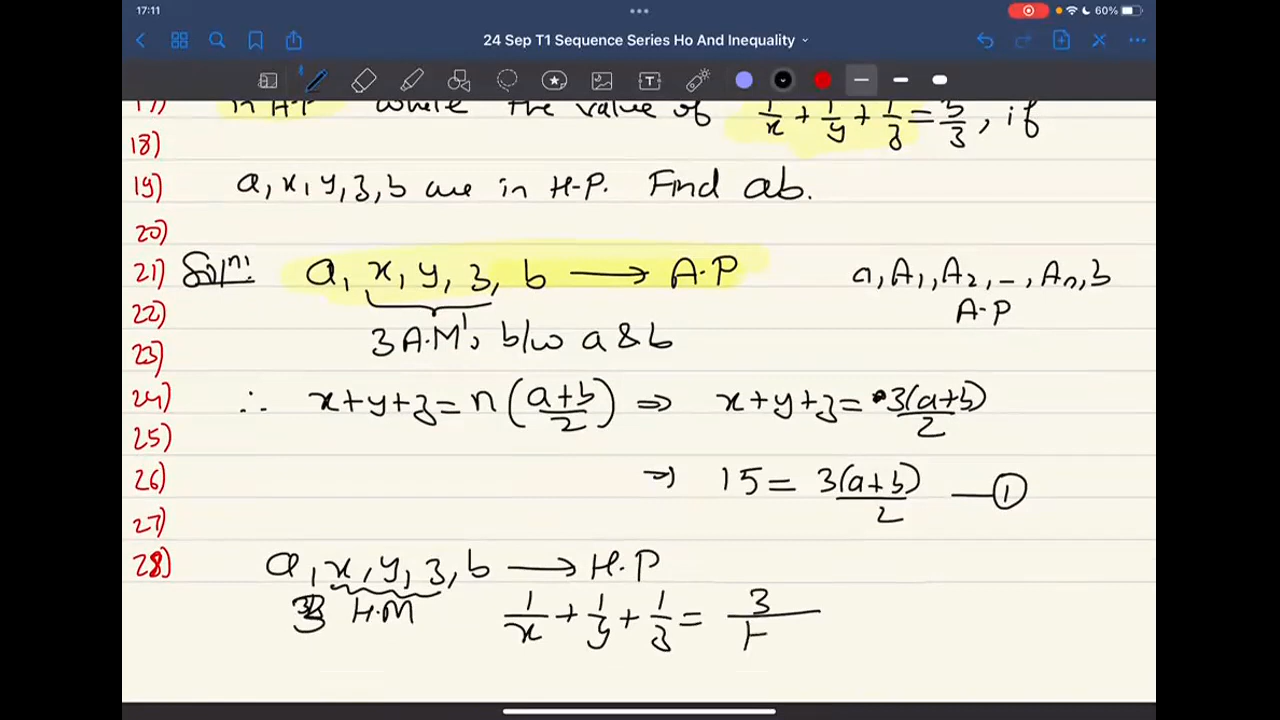 17:11
60%
24 Sep T1 Sequence Series Ho And Inequality
17) in H.P where the value of 1/x + 1/y + 1/z = 5/3, if
18)
19) a, x, y, z, b are in H.P. Find ab.
20)
21) Solⁿ: a, x, y, z, b → A.P a, A₁, A₂, -, Aₙ, b
22) A.P
23) 3 A.M's b/w a & b
24) ∴ x+y+z = n(a+b/2) ⇒ x+y+z = 3(a+b)/2
25)
26) ⇒ 15 = 3(a+b)/2 —①
27)
28) a, x, y, z, b → H.P
3 H.M 1/x + 1/y + 1/z = 3/